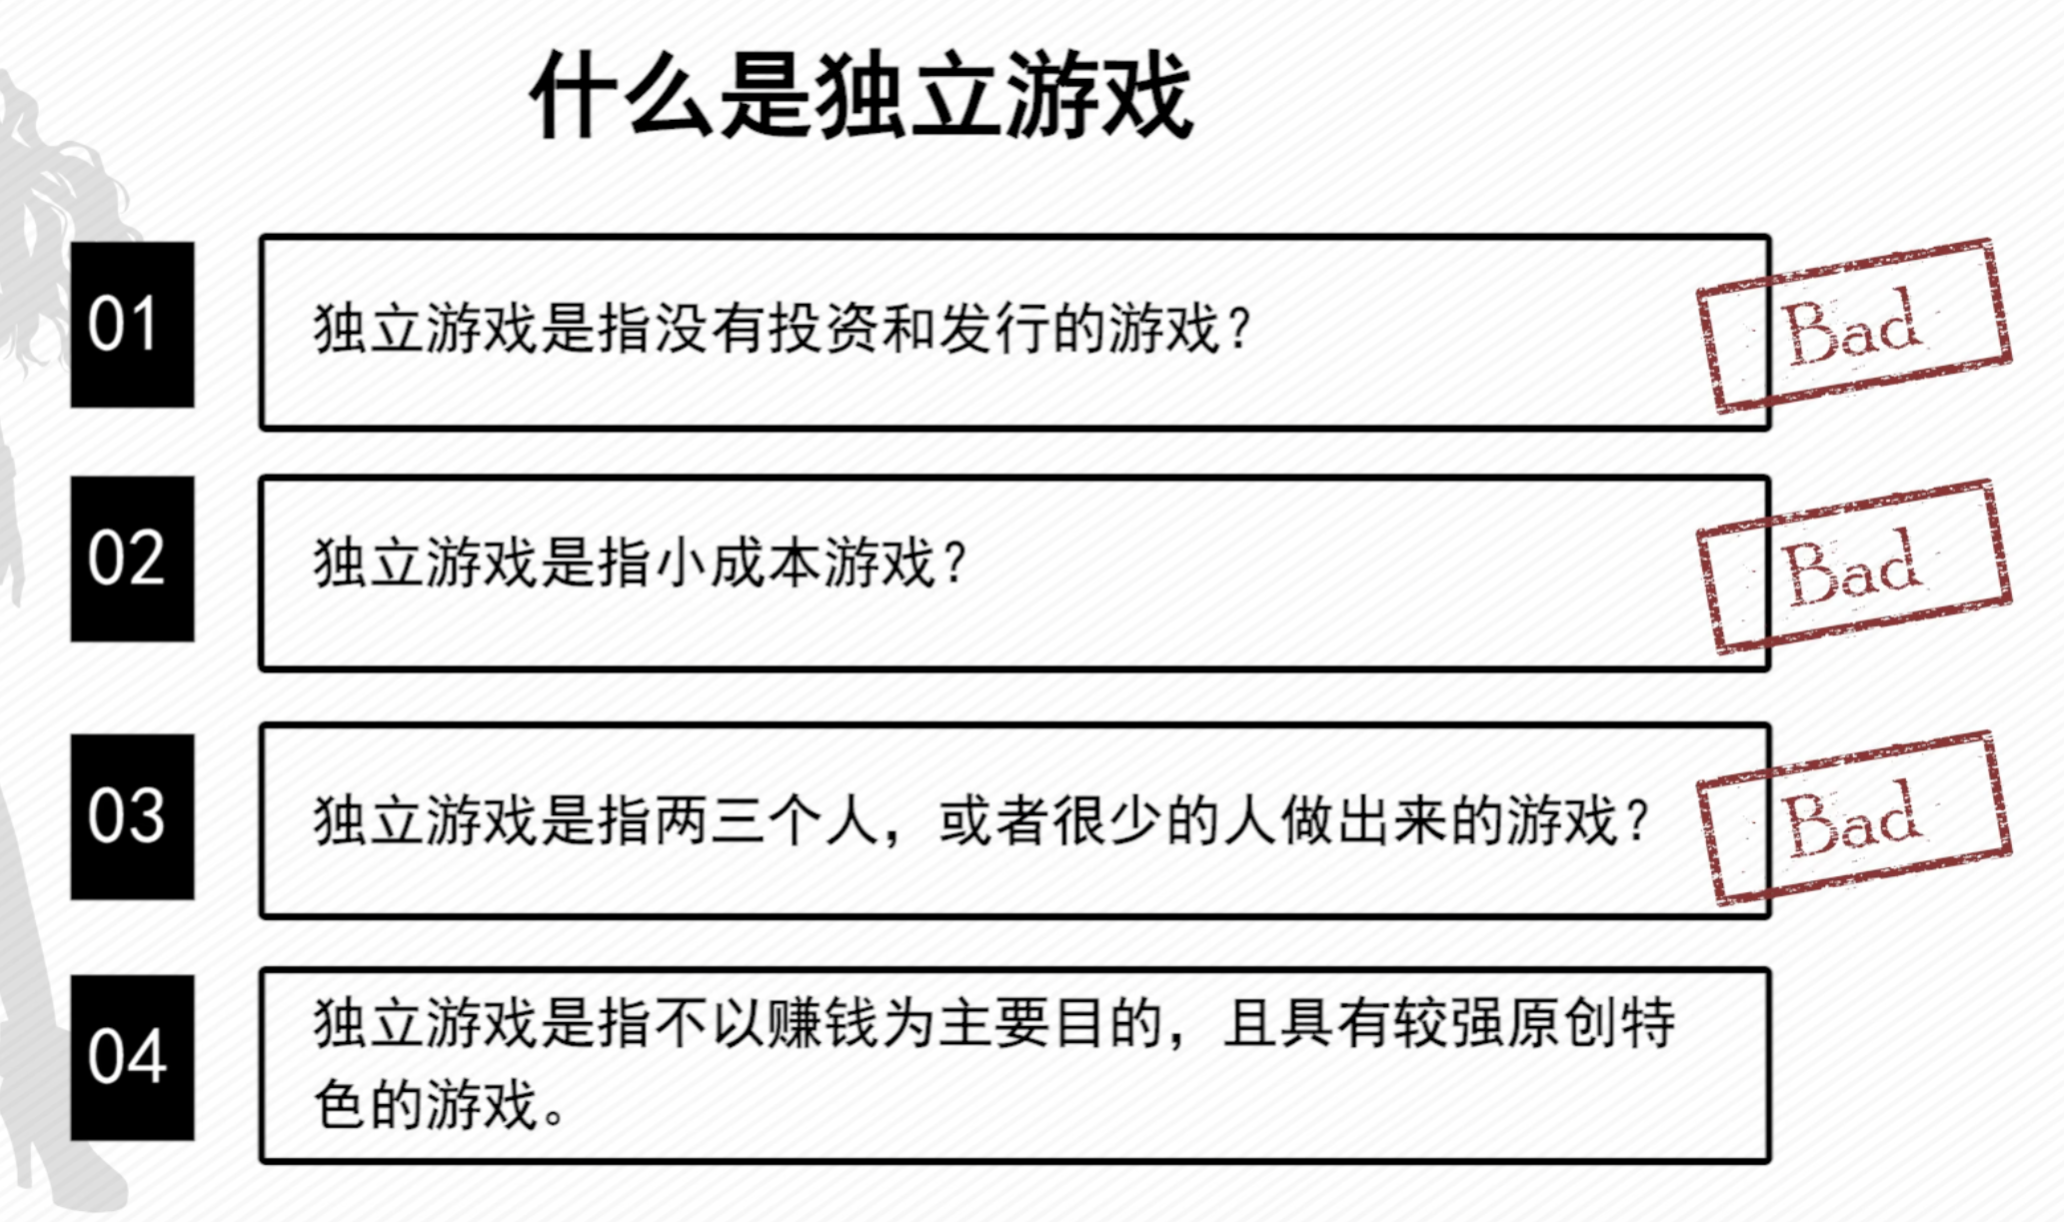 什么是独立游戏
01
独立游戏是指没有投资和发行的游戏？
Bad
02
独立游戏是指小成本游戏？
Bad
03
独立游戏是指两三个人，或者很少的人做出来的游戏？
Bad
04
独立游戏是指不以赚钱为主要目的，且具有较强原创特
色的游戏。